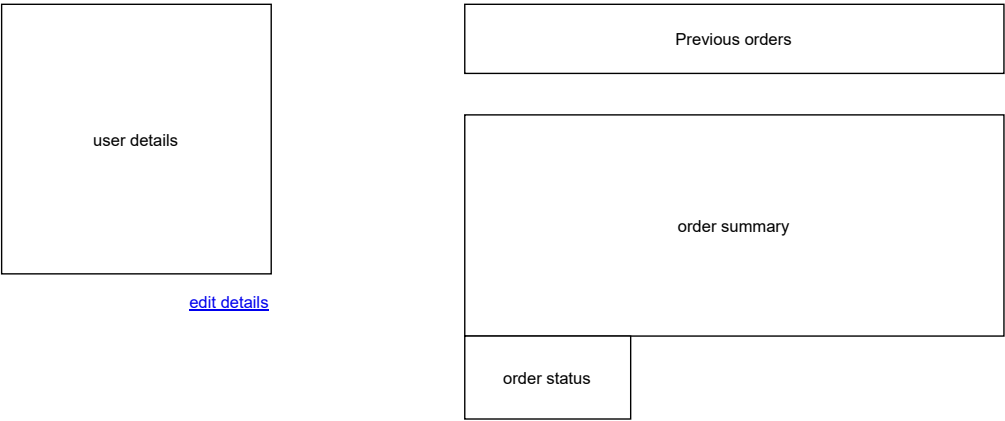 user details
edit details
Previous orders
order summary
order status